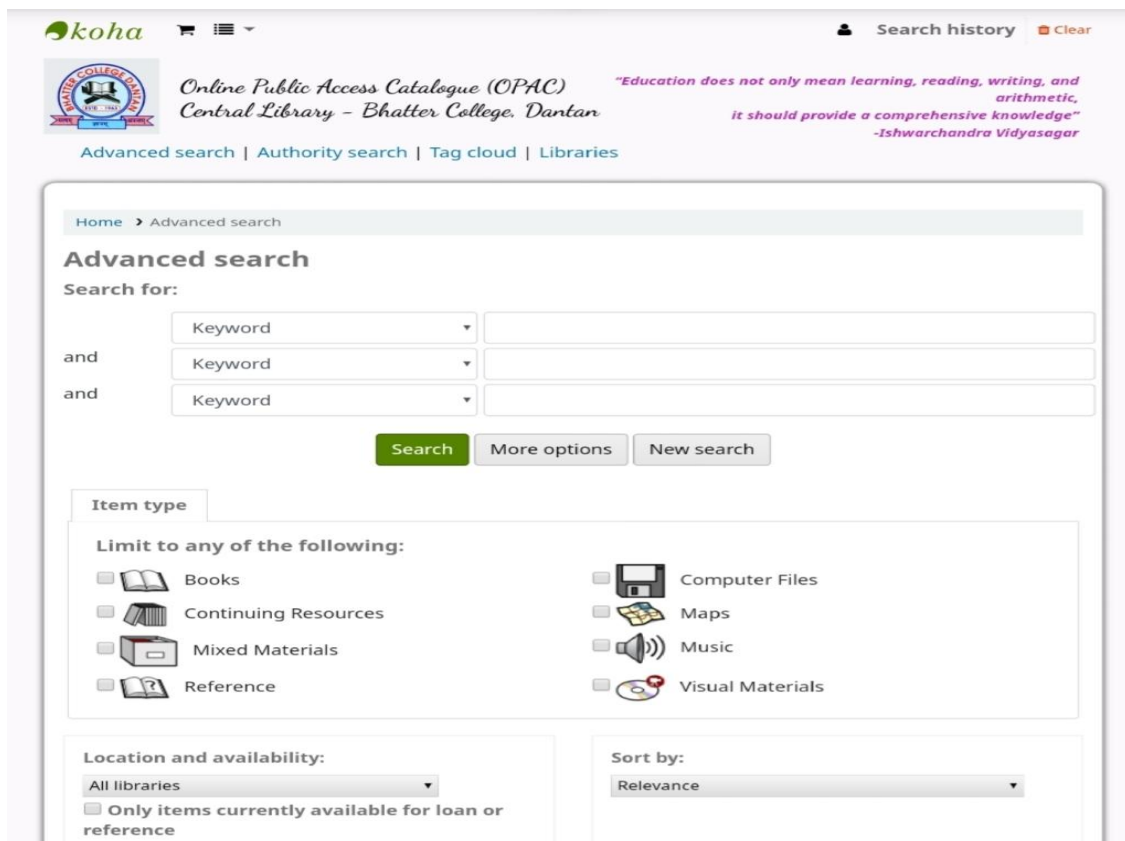 koha
Search history Clear
BHATTER COLLEGE DANTAN
Online Public Access Catalogue (OPAC)
Central Library - Bhatter College, Dantan
"Education does not only mean learning, reading, writing, and
arithmetic,
it should provide a comprehensive knowledge"
-Ishwarchandra Vidyasagar
Advanced search | Authority search | Tag cloud | Libraries
Home > Advanced search
Advanced search
Search for:
Keyword
and Keyword
and Keyword
Search More options New search
Item type
Limit to any of the following:
Books Computer Files
Continuing Resources Maps
Mixed Materials Music
Reference Visual Materials
Location and availability: Sort by:
All libraries Relevance
Only items currently available for loan or
reference